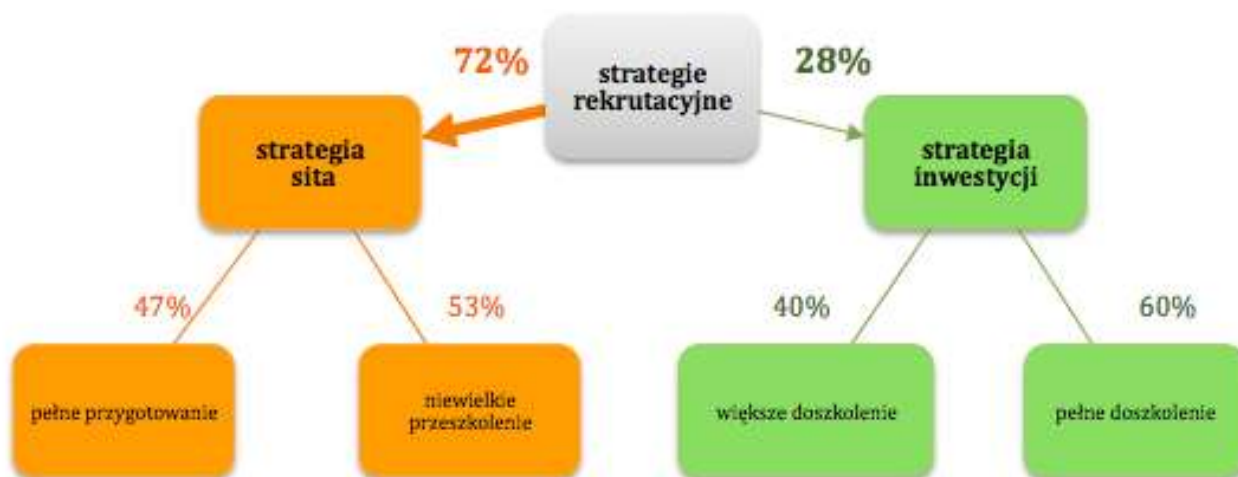 72%
strategie
rekrutacyjne
28%
strategia
sita
strategia
inwestycji
47%
53%
40%
60%
pełne przygotowanie
niewielkie
przeszkolenie
większe doszkolenie
pełne doszkolenie